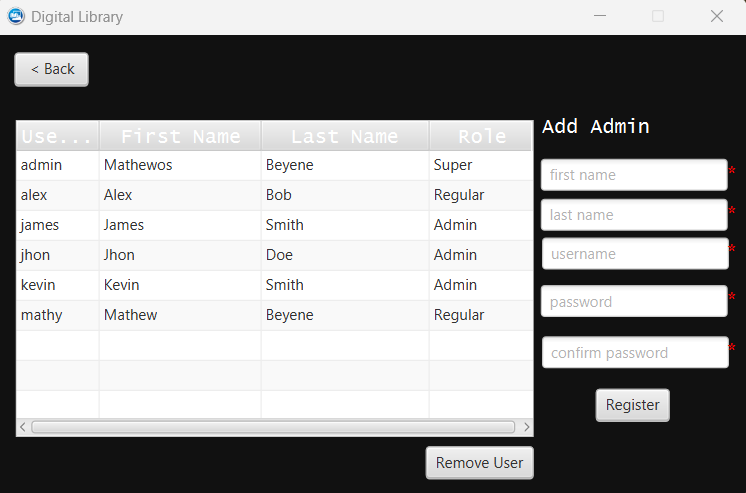 Digital Library
< Back
Use... First Name Last Name Role
admin Mathewos Beyene Super
alex Alex Bob Regular
james James Smith Admin
jhon Jhon Doe Admin
kevin Kevin Smith Admin
mathy Mathew Beyene Regular
Remove User
Add Admin
first name *
last name *
username *
password *
confirm password *
Register